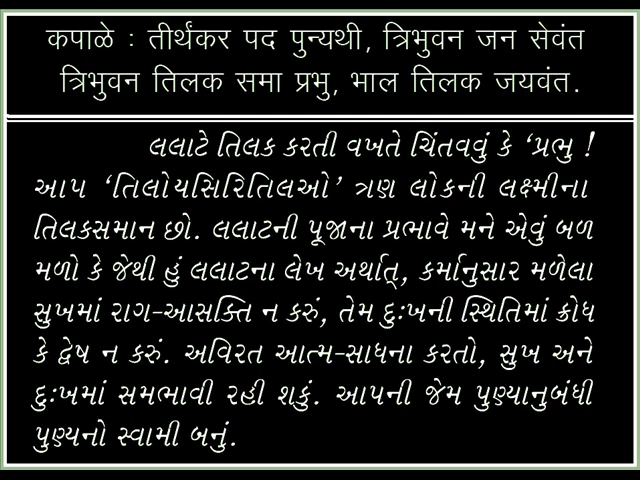 કપાળે : તીર્થંકર પદ પુન્યથી, ત્રિભુવન જન સેવંત
ત્રિભુવન તિલક સમા પ્રભુ, ભાલ તિલક જયવંત.
લલાટે તિલક કરતી વખતે ચિંતવવું કે ‘પ્રભુ !
આપ ‘તિલોયસિરિતિલઓ’ ત્રણ લોકની લક્ષ્મીના
તિલકસમાન છો. લલાટની પૂજાના પ્રભાવે મને એવું બળ
મળો કે જેથી હું લલાટના લેખ અર્થાત્, કર્માનુસાર મળેલા
સુખમાં રાગ-આસક્તિ ન કરું, તેમ દુઃખની સ્થિતિમાં ક્રોધ
કે દ્વેષ ન કરું. અવિરત આત્મ-સાધના કરતો, સુખ અને
દુઃખમાં સમભાવી રહી શકું. આપની જેમ પુણ્યાનુબંધી
પુણ્યનો સ્વામી બનું.